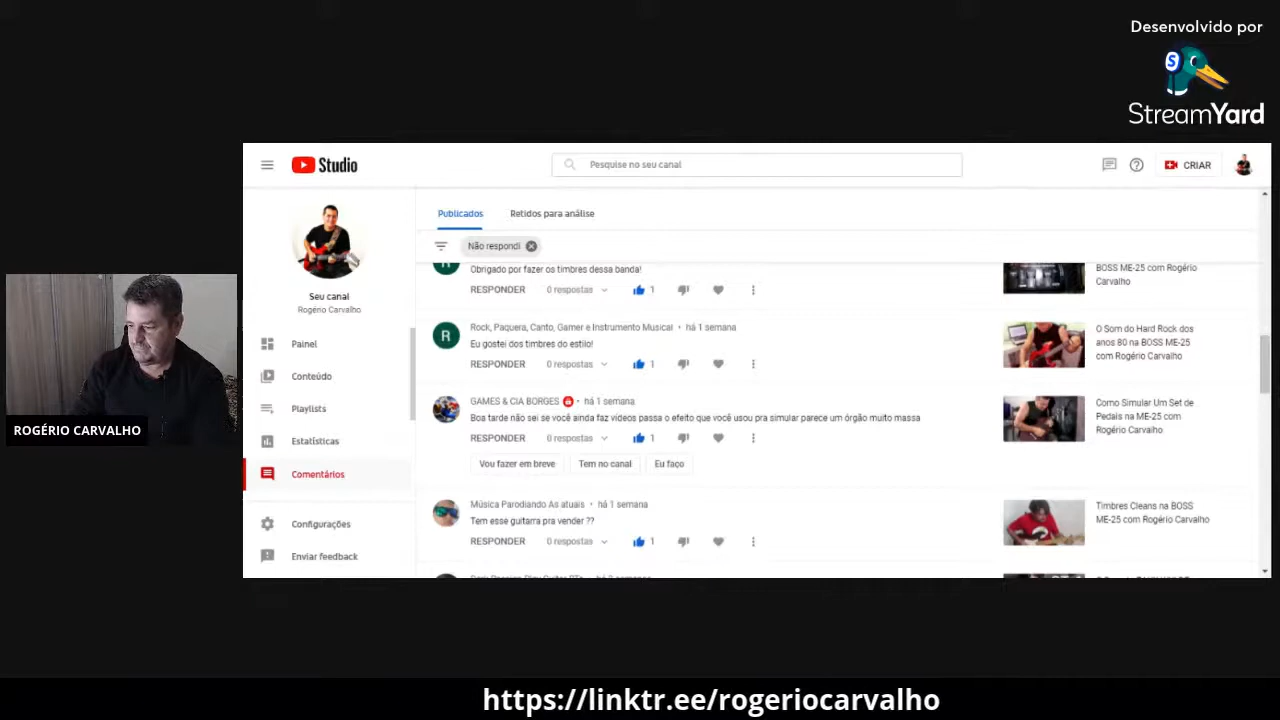 Desenvolvido por
StreamYard
Studio
Pesquise no seu canal
CRIAR
Publicados
Retidos para análise
Não respondi
Seu canal
Rogério Carvalho
Painel
Conteúdo
Playlists
Estatísticas
Comentários
Configurações
Enviar feedback
Obrigado por fazer os timbres dessa banda!
RESPONDER 0 respostas 1
BOSS ME-25 com Rogério
Carvalho
R
Rock, Paquera, Canto, Gamer e Instrumento Musical • há 1 semana
Eu gostei dos timbres do estilo!
RESPONDER 0 respostas 1
O Som do Hard Rock dos
anos 80 na BOSS ME-25
com Rogério Carvalho
GAMES & CIA BORGES • há 1 semana
Boa tarde não sei se você ainda faz vídeos passa o efeito que você usou pra simular parece um órgão muito massa
RESPONDER 0 respostas 1
Vou fazer em breve
Tem no canal
Eu faço
Como Simular Um Set de
Pedais na ME-25 com
Rogério Carvalho
Música Parodiando As atuais • há 1 semana
Tem esse guitarra pra vender ??
RESPONDER 0 respostas 1
Timbres Cleans na BOSS
ME-25 com Rogério Carvalho
ROGÉRIO CARVALHO
https://linktr.ee/rogeriocarvalho